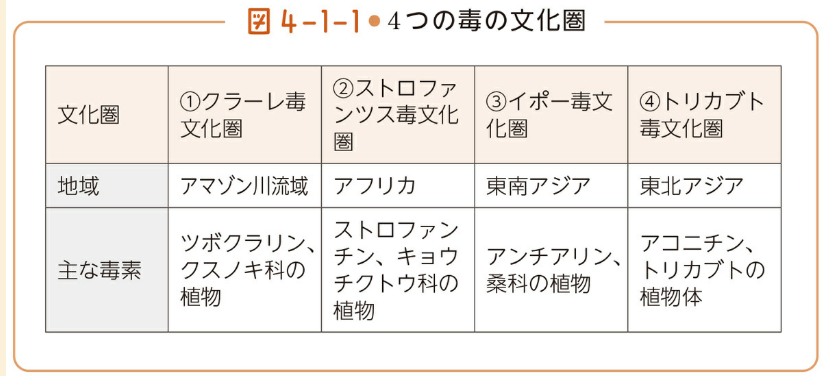 図4-1-1●4つの毒の文化圏
文化圏
①クラーレ毒
文化圏
②ストロファ
ンツス毒文化
圏
③イポー毒文
化圏
④トリカブト
毒文化圏
地域
アマゾン川流域
アフリカ
東南アジア
東北アジア
主な毒素
ツボクラリン、
クスノキ科の
植物
ストロファン
チン、キョウ
チクトウ科の
植物
アンチアリン、
桑科の植物
アコニチン、
トリカブトの
植物体